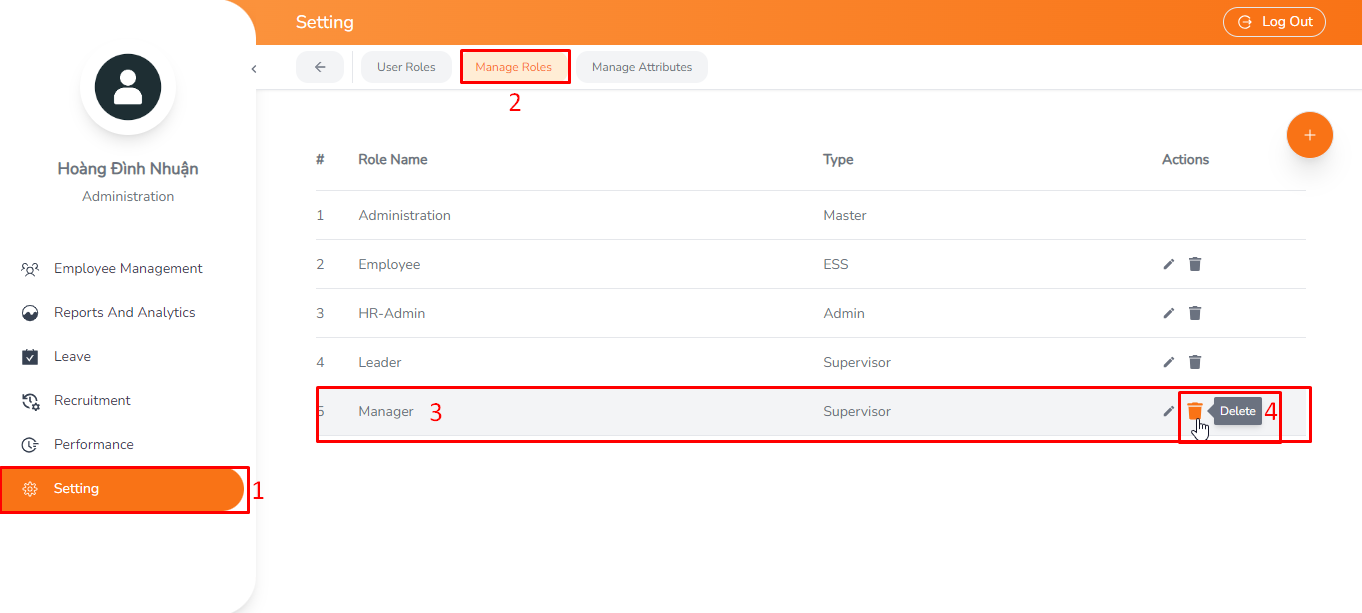 Setting
Log Out
User Roles
Manage Roles
Manage Attributes
2
Hoàng Đình Nhuận
Administration
Employee Management
Reports And Analytics
Leave
Recruitment
Performance
Setting
1
# Role Name Type Actions
1 Administration Master
2 Employee ESS
3 HR-Admin Admin
4 Leader Supervisor
5 Manager 3 Supervisor Delete 4